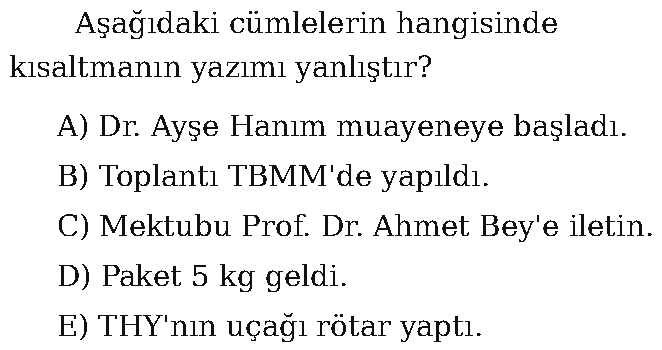 Aşağıdaki cümlelerin hangisinde
kısaltmanın yazımı yanlıştır?
A) Dr. Ayşe Hanım muayeneye başladı.
B) Toplantı TBMM'de yapıldı.
C) Mektubu Prof. Dr. Ahmet Bey'e iletin.
D) Paket 5 kg geldi.
E) THY'nın uçağı rötar yaptı.